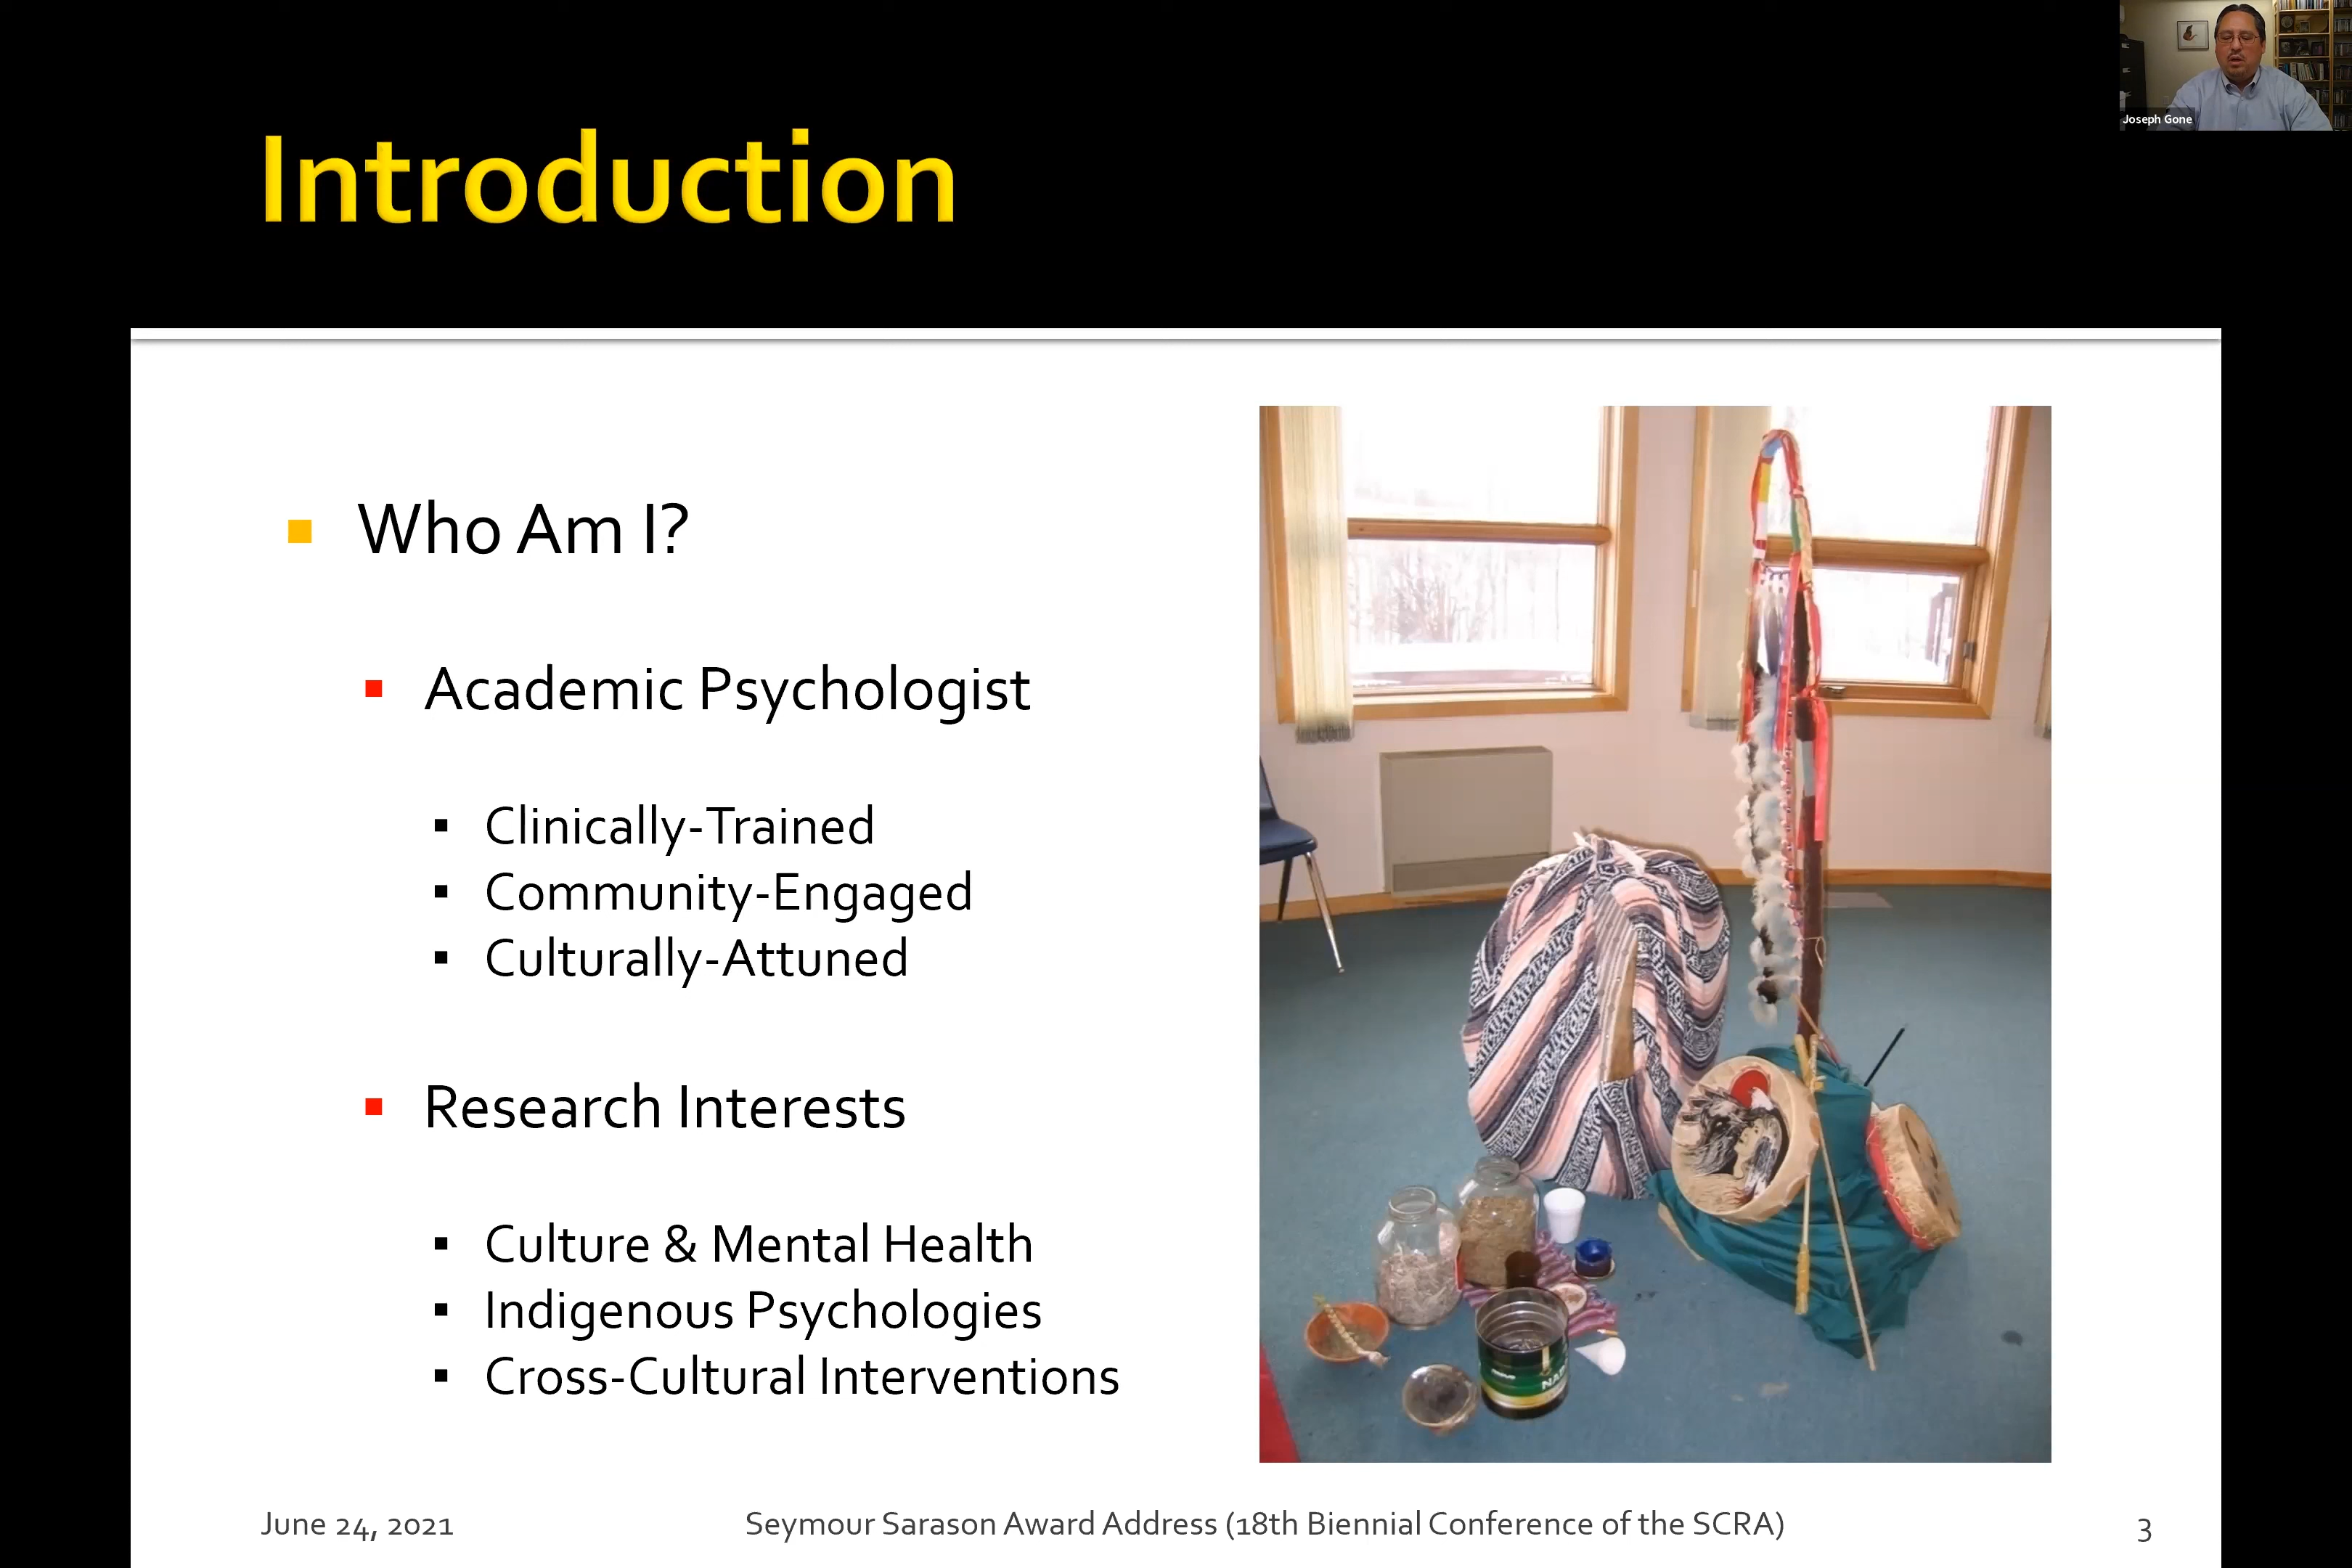 Joseph Gone
Introduction
Who Am I?
Academic Psychologist
Clinically-Trained
Community-Engaged
Culturally-Attuned
Research Interests
Culture & Mental Health
Indigenous Psychologies
Cross-Cultural Interventions
June 24, 2021
Seymour Sarason Award Address (18th Biennial Conference of the SCRA)
3